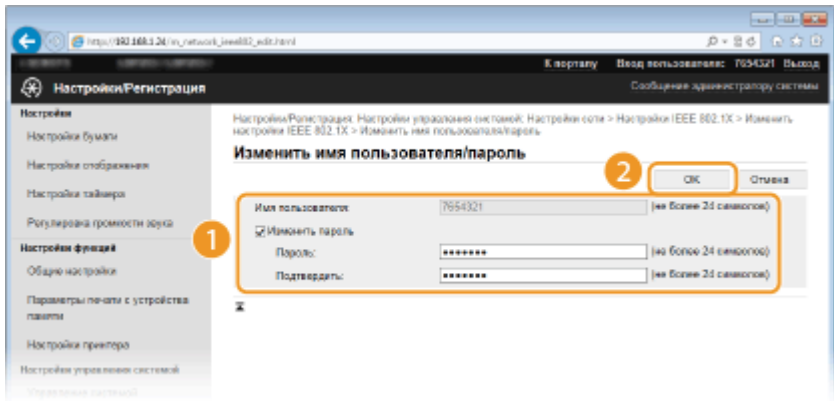 http://192.168.1.24/m_network_ieee802_edit.html
К порталу Вход пользователя: 7654321 Выход
Настройки/Регистрация
Сообщение администратору системы
Настройки
Настройки бумаги
Настройки отображения
Настройки таймера
Регулировка громкости звука
Настройки функций
Общие настройки
Параметры печати с устройства
памяти
Настройки принтера
Настройки управления системой
Управление системой
Настройки/Регистрация: Настройки управления системой: Настройки сети > Настройки IEEE 802.1X > Изменить
настройки IEEE 802.1X > Изменить имя пользователя/пароль
Изменить имя пользователя/пароль
2
OK Отмена
1
Имя пользователя: 7654321 (не более 24 символов)
Изменить пароль
Пароль: ••••••• (не более 24 символов)
Подтвердить: ••••••• (не более 24 символов)